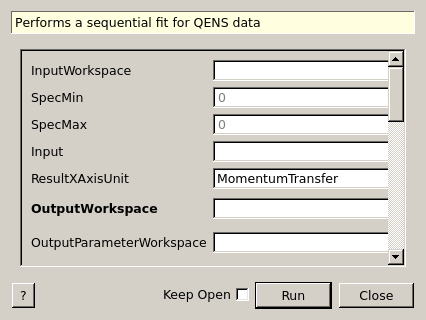 Performs a sequential fit for QENS data
InputWorkspace
SpecMin 0
SpecMax 0
Input
ResultXAxisUnit MomentumTransfer
OutputWorkspace
OutputParameterWorkspace
? Keep Open Run Close